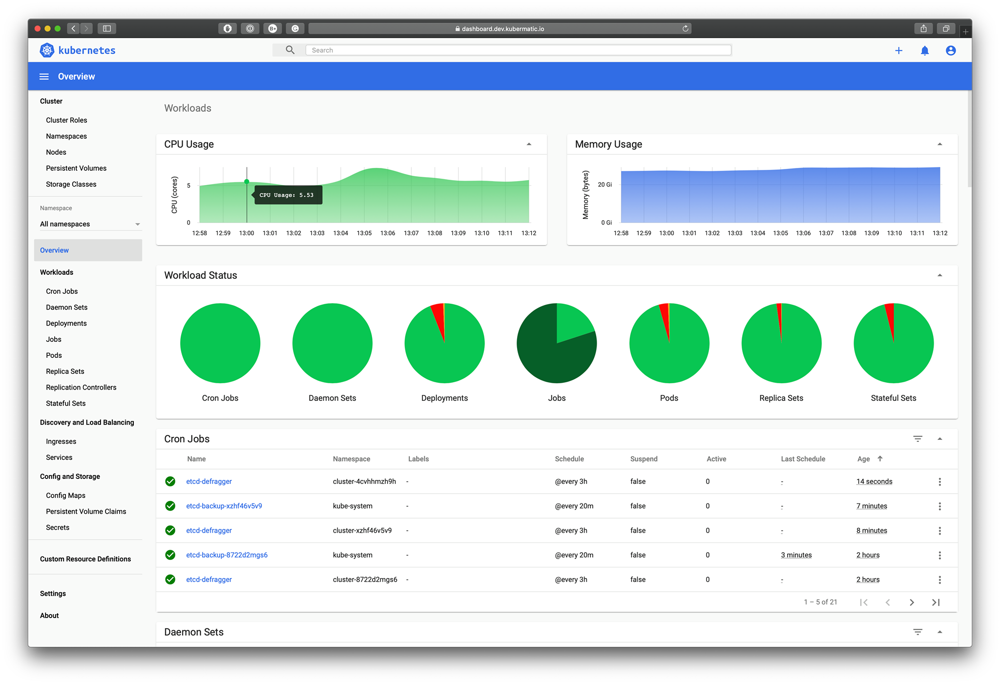 dashboard.dev.kubermatic.io
kubernetes
Search
Overview
Cluster
Cluster Roles
Namespaces
Nodes
Persistent Volumes
Storage Classes
Namespace
All namespaces
Overview
Workloads
Cron Jobs
Daemon Sets
Deployments
Jobs
Pods
Replica Sets
Replication Controllers
Stateful Sets
Discovery and Load Balancing
Ingresses
Services
Config and Storage
Config Maps
Persistent Volume Claims
Secrets
Custom Resource Definitions
Settings
About
Workloads
CPU Usage
CPU (cores)
5
0
CPU Usage: 5.53
12:58 12:59 13:00 13:01 13:02 13:03 13:04 13:05 13:06 13:07 13:08 13:09 13:10 13:11 13:12
Memory Usage
Memory (bytes)
20 Gi
0 Gi
12:58 12:59 13:00 13:01 13:02 13:03 13:04 13:05 13:06 13:07 13:08 13:09 13:10 13:11 13:12
Workload Status
Cron Jobs Daemon Sets Deployments Jobs Pods Replica Sets Stateful Sets
Cron Jobs
Name Namespace Labels Schedule Suspend Active Last Schedule Age
etcd-defragger cluster-4cvhhmzh9h - @every 3h false 0 - 14 seconds
etcd-backup-xzhf46v5v9 kube-system - @every 20m false 0 - 7 minutes
etcd-defragger cluster-xzhf46v5v9 - @every 3h false 0 - 8 minutes
etcd-backup-8722d2mgs6 kube-system - @every 20m false 0 3 minutes 2 hours
etcd-defragger cluster-8722d2mgs6 - @every 3h false 0 - 2 hours
1 – 5 of 21
Daemon Sets